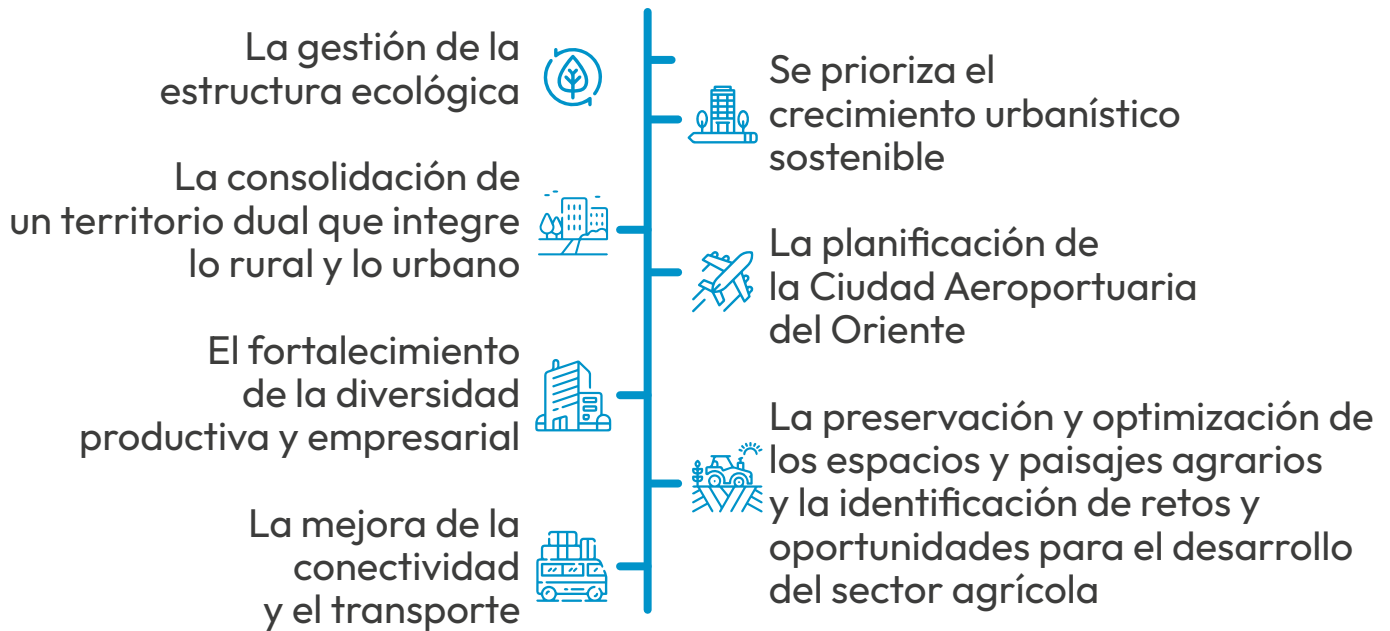 La gestión de la
estructura ecológica
Se prioriza el
crecimiento urbanístico
sostenible
La consolidación de
un territorio dual que integre
lo rural y lo urbano
La planificación de
la Ciudad Aeroportuaria
del Oriente
El fortalecimiento
de la diversidad
productiva y empresarial
La preservación y optimización de
los espacios y paisajes agrarios
y la identificación de retos y
oportunidades para el desarrollo
del sector agrícola
La mejora de la
conectividad
y el transporte